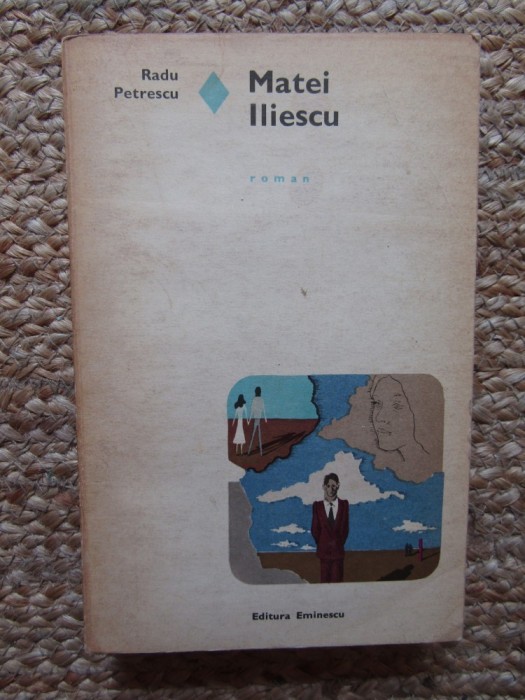 Radu
Petrescu
Matei
Iliescu
roman
Editura Eminescu